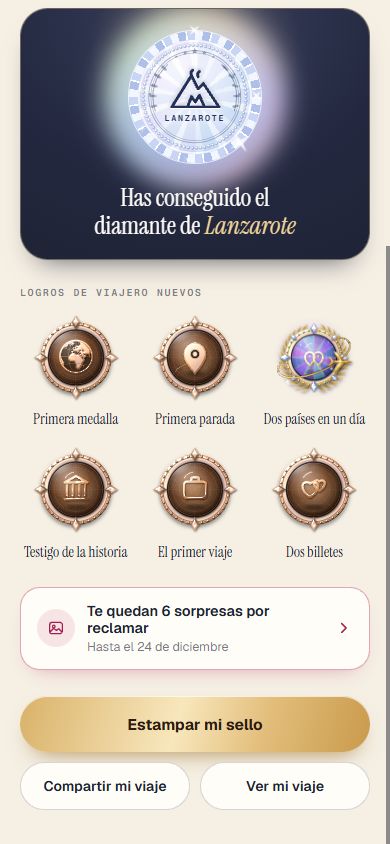 LANZAROTE
Has conseguido el
diamante de Lanzarote
LOGROS DE VIAJERO NUEVOS
Primera medalla
Primera parada
Dos países en un día
Testigo de la historia
El primer viaje
Dos billetes
Te quedan 6 sorpresas por
reclamar
Hasta el 24 de diciembre
Estampar mi sello
Compartir mi viaje
Ver mi viaje